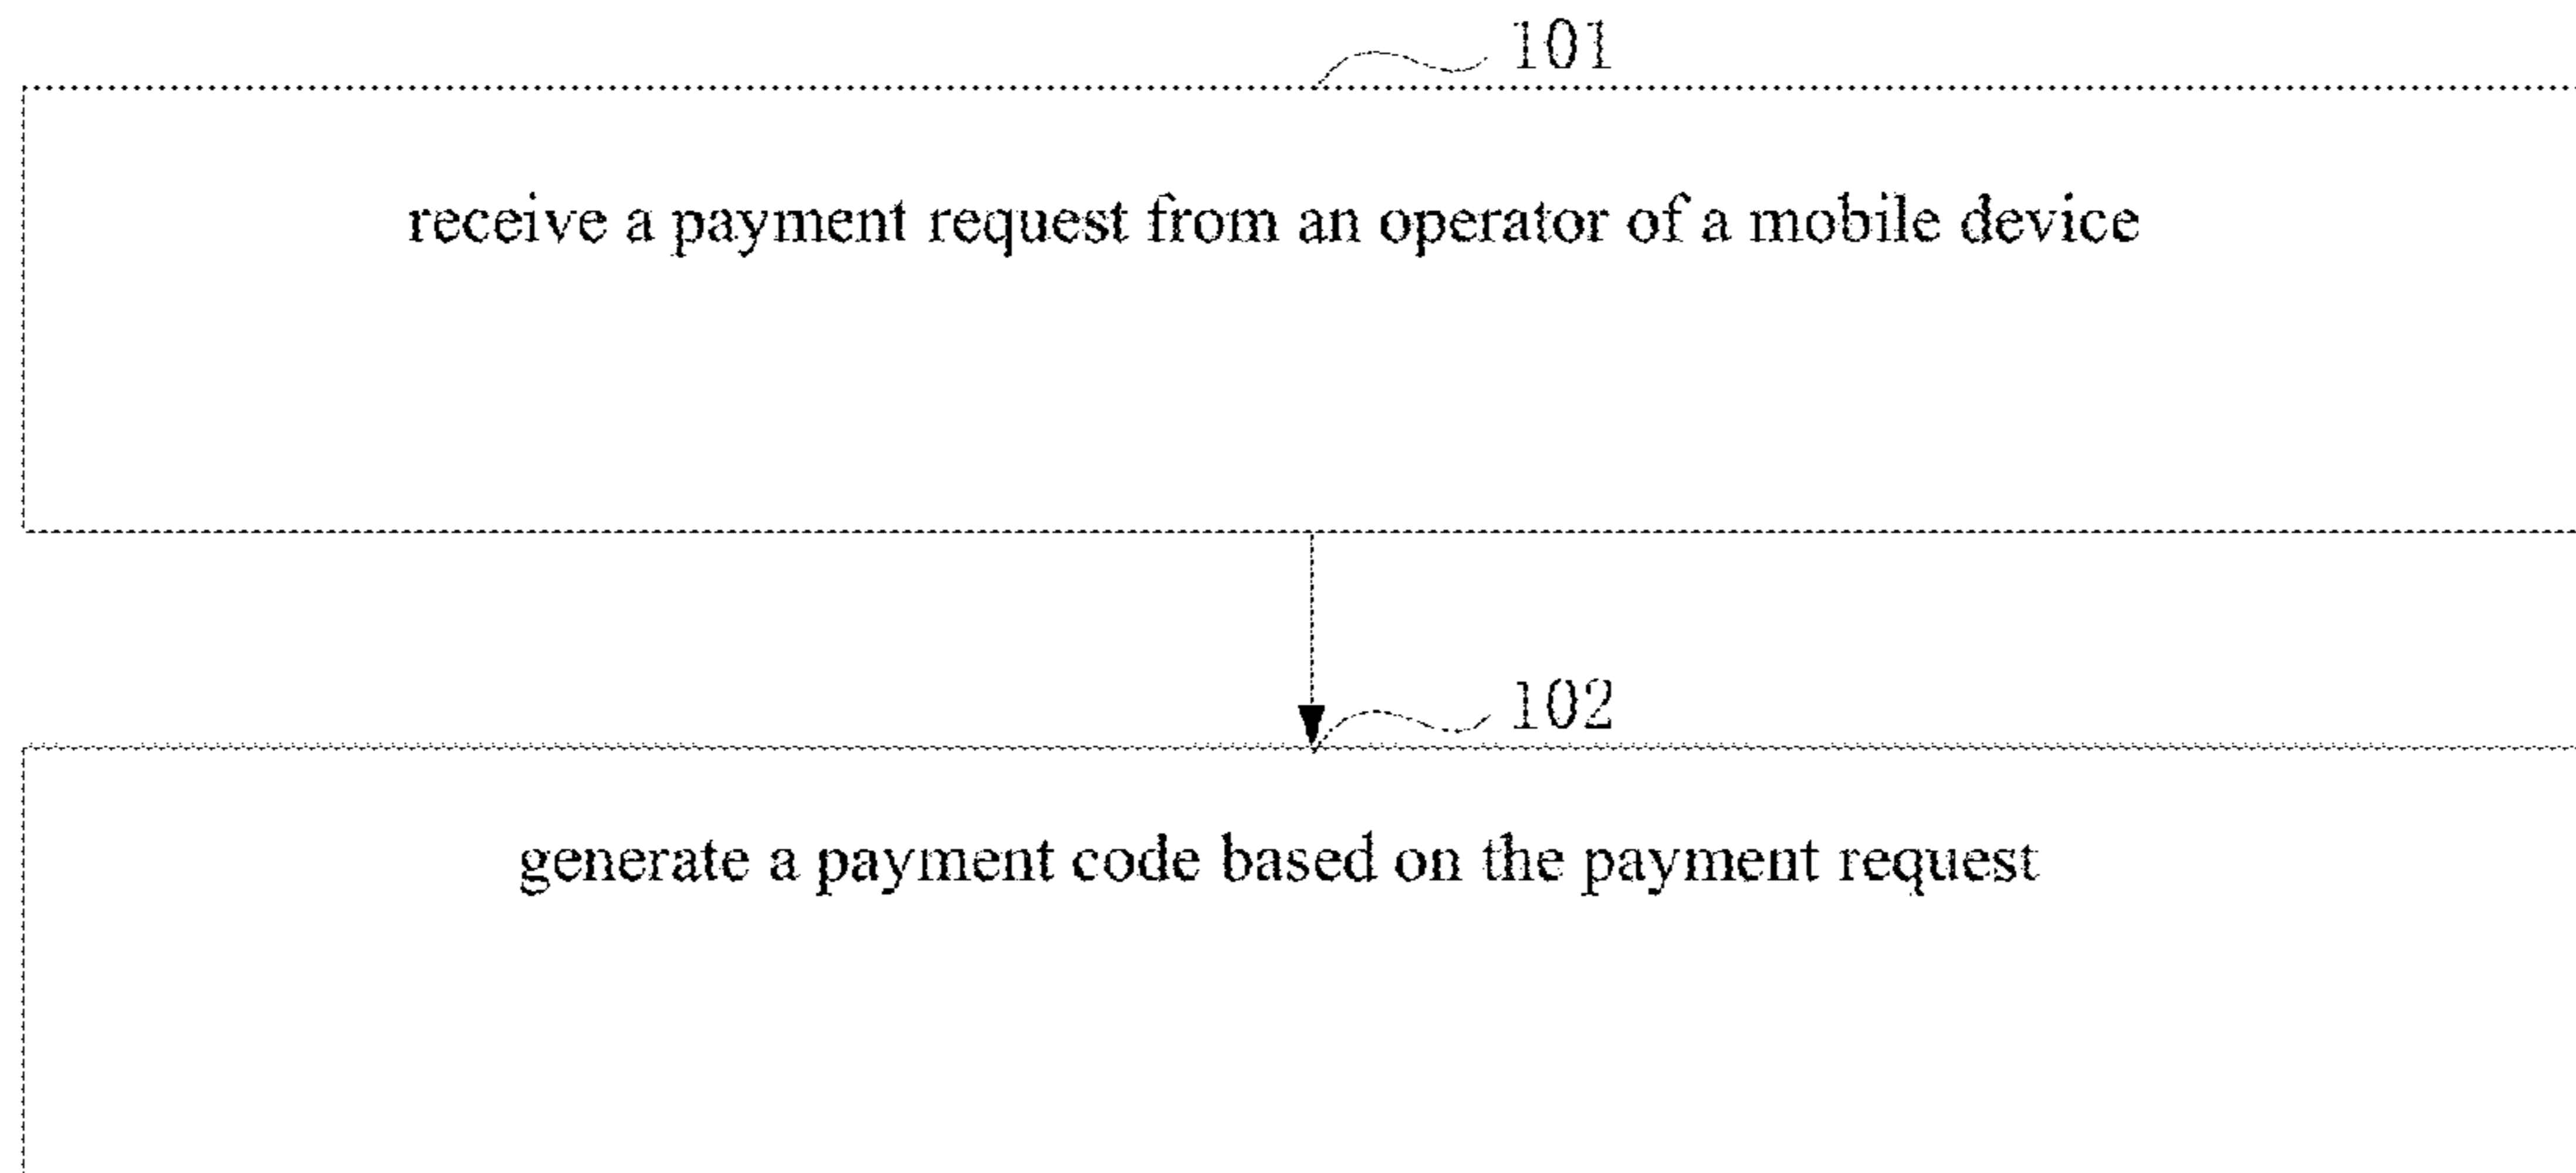 101
receive a payment request from an operator of a mobile device
102
generate a payment code based on the payment request